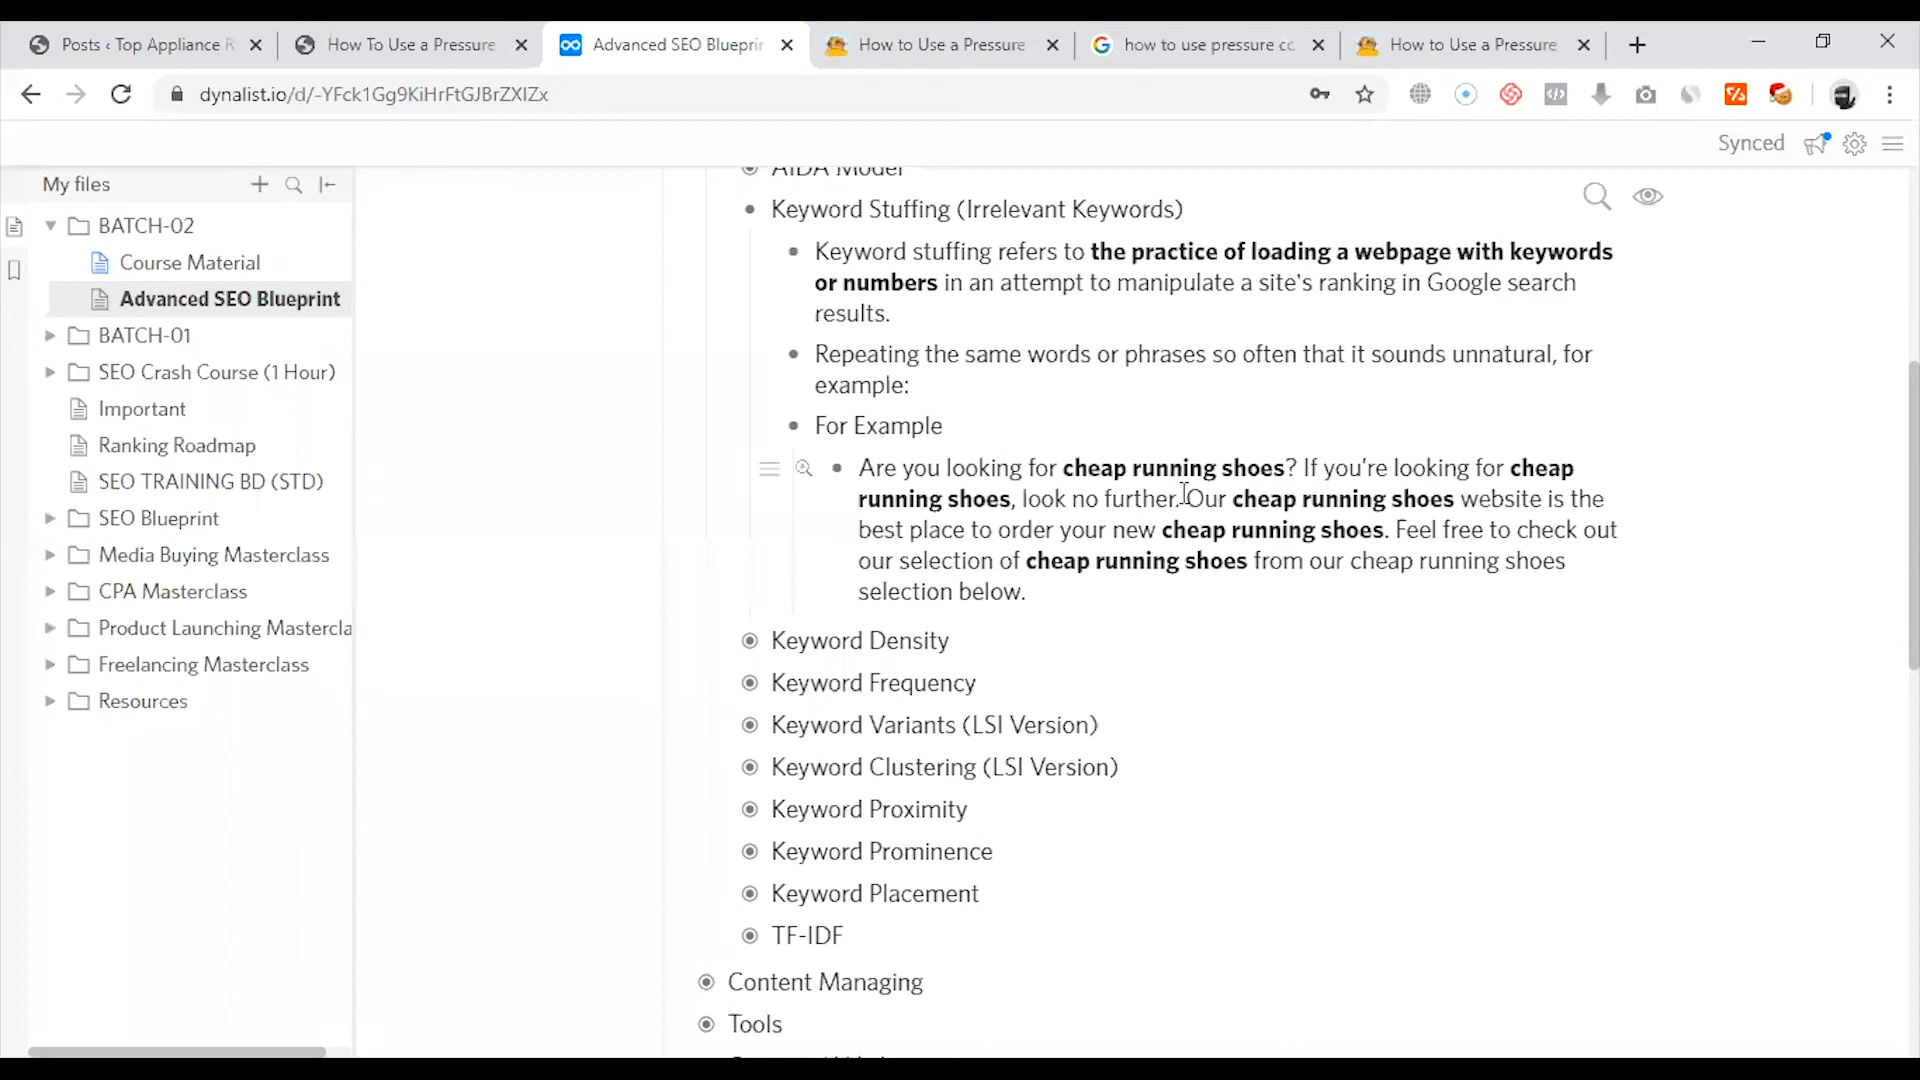 Posts ‹ Top Appliance R
How To Use a Pressure
Advanced SEO Blueprin
How to Use a Pressure
how to use pressure cc
How to Use a Pressure
dynalist.io/d/-YFck1Gg9KiHrFtGJBrZXIZx
Synced
My files
BATCH-02
Course Material
Advanced SEO Blueprint
BATCH-01
SEO Crash Course (1 Hour)
Important
Ranking Roadmap
SEO TRAINING BD (STD)
SEO Blueprint
Media Buying Masterclass
CPA Masterclass
Product Launching Mastercla
Freelancing Masterclass
Resources
AIDA Model
Keyword Stuffing (Irrelevant Keywords)
Keyword stuffing refers to the practice of loading a webpage with keywords
or numbers in an attempt to manipulate a site's ranking in Google search
results.
Repeating the same words or phrases so often that it sounds unnatural, for
example:
For Example
Are you looking for cheap running shoes? If you're looking for cheap
running shoes, look no further. Our cheap running shoes website is the
best place to order your new cheap running shoes. Feel free to check out
our selection of cheap running shoes from our cheap running shoes
selection below.
Keyword Density
Keyword Frequency
Keyword Variants (LSI Version)
Keyword Clustering (LSI Version)
Keyword Proximity
Keyword Prominence
Keyword Placement
TF-IDF
Content Managing
Tools